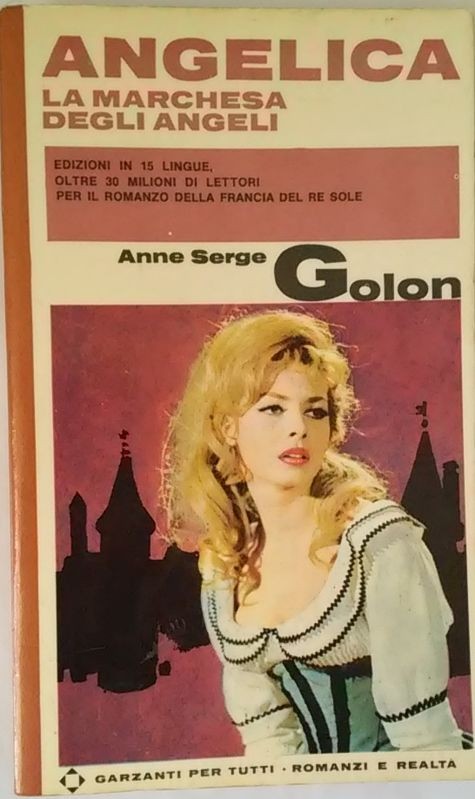 ANGELICA
LA MARCHESA
DEGLI ANGELI
EDIZIONI IN 15 LINGUE,
OLTRE 30 MILIONI DI LETTORI
PER IL ROMANZO DELLA FRANCIA DEL RE SOLE
Anne Serge Golon
GARZANTI PER TUTTI · ROMANZI E REALTÀ